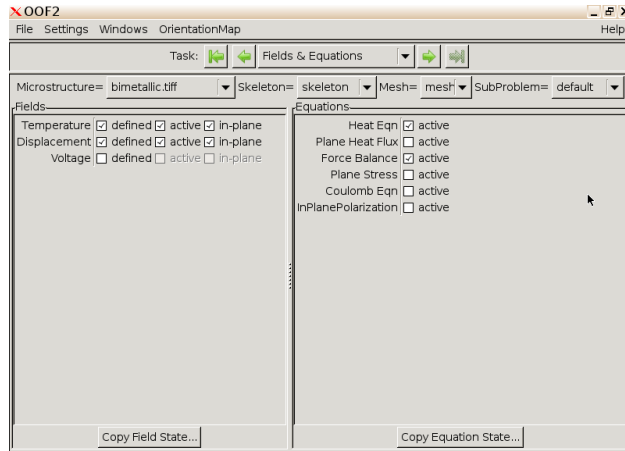 OOF2
File Settings Windows OrientationMap Help
Task: Fields & Equations
Microstructure= bimetallic.tiff Skeleton= skeleton Mesh= mesh SubProblem= default
Fields
Temperature defined active in-plane
Displacement defined active in-plane
Voltage defined active in-plane
Copy Field State...
Equations
Heat Eqn active
Plane Heat Flux active
Force Balance active
Plane Stress active
Coulomb Eqn active
InPlanePolarization active
Copy Equation State...